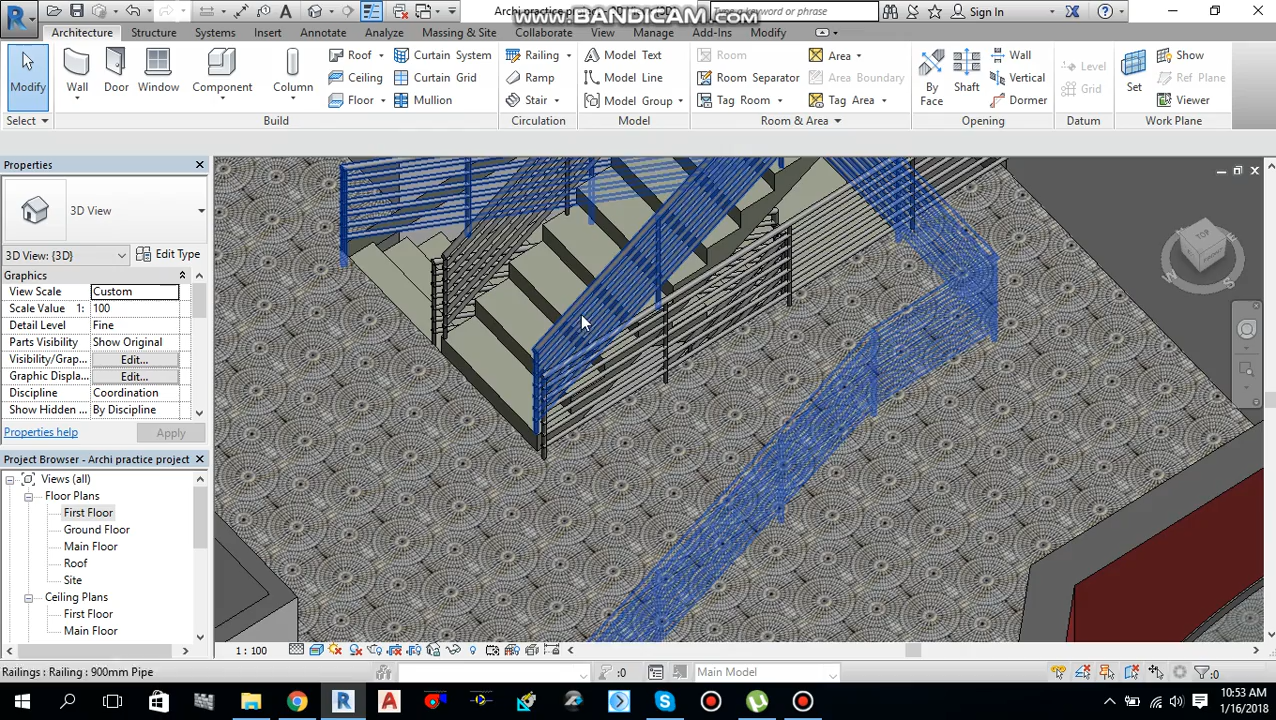 Archi practice p
www.BANDICAM.com
or phrase
Sign In
Architecture Structure Systems Insert Annotate Analyze Massing & Site Collaborate View Manage Add-Ins Modify
Modify
Wall
Door
Window
Component
Column
Roof
Ceiling
Floor
Curtain System
Curtain Grid
Mullion
Railing
Ramp
Stair
Model Text
Model Line
Model Group
Room
Room Separator
Tag Room
Area
Area Boundary
Tag Area
By
Face
Shaft
Wall
Vertical
Dormer
Level
Grid
Set
Show
Ref Plane
Viewer
Select
Build
Circulation
Model
Room & Area
Opening
Datum
Work Plane
Properties
3D View
3D View: {3D}
Edit Type
Graphics
View Scale Custom
Scale Value 1: 100
Detail Level Fine
Parts Visibility Show Original
Visibility/Grap... Edit...
Graphic Displa... Edit...
Discipline Coordination
Show Hidden ... By Discipline
Properties help
Apply
Project Browser - Archi practice project
Views (all)
Floor Plans
First Floor
Ground Floor
Main Floor
Roof
Site
Ceiling Plans
First Floor
Main Floor
TOP
W
S
1 : 100
Railings : Railing : 900mm Pipe
:0
Main Model
:0
10:53 AM
1/16/2018